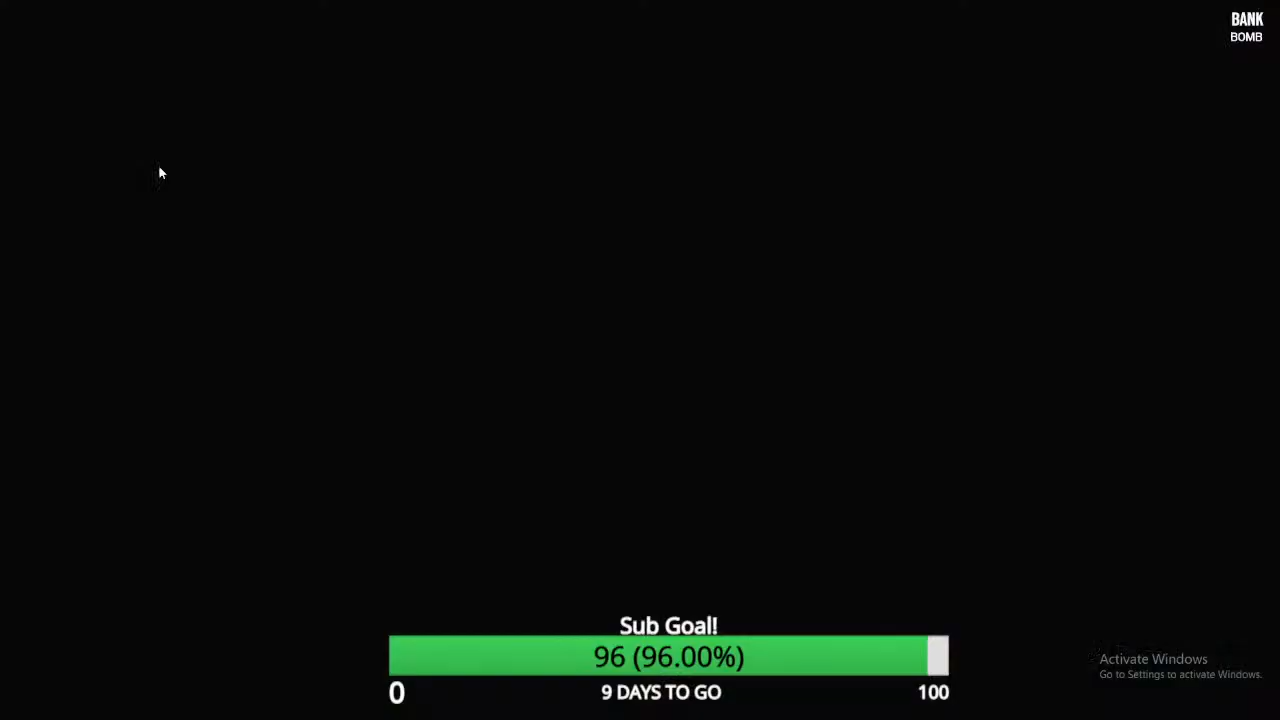 BANK
BOMB
Sub Goal!
96 (96.00%)
0 9 DAYS TO GO 100
Activate Windows
Go to Settings to activate Windows.